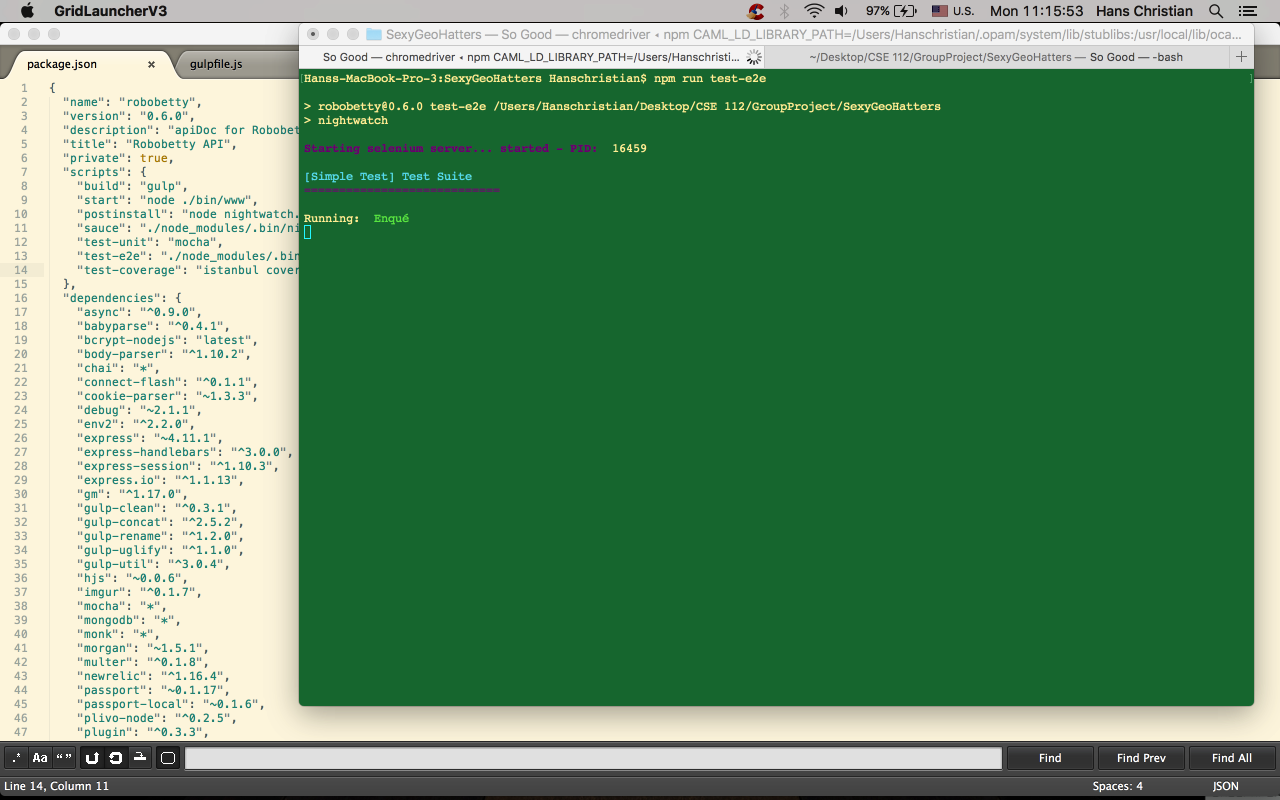 GridLauncherV3 97% U.S. Mon 11:15:53 Hans Christian
SexyGeoHatters — So Good — chromedriver ◂ npm CAML_LD_LIBRARY_PATH=/Users/Hanschristian/.opam/system/lib/stublibs:/usr/local/lib/oca...
So Good — chromedriver ◂ npm CAML_LD_LIBRARY_PATH=/Users/Hanschristi...
~/Desktop/CSE 112/GroupProject/SexyGeoHatters — So Good — -bash
Hanss-MacBook-Pro-3:SexyGeoHatters Hanschristian$ npm run test-e2e
> robobetty@0.6.0 test-e2e /Users/Hanschristian/Desktop/CSE 112/GroupProject/SexyGeoHatters
> nightwatch
Starting selenium server... started - PID: 16459
[Simple Test] Test Suite
============================
Running: Enqué
package.json
gulpfile.js
1 {
2 "name": "robobetty",
3 "version": "0.6.0",
4 "description": "apiDoc for Robobet
5 "title": "Robobetty API",
6 "private": true,
7 "scripts": {
8 "build": "gulp",
9 "start": "node ./bin/www",
10 "postinstall": "node nightwatch.
11 "sauce": "./node_modules/.bin/ni
12 "test-unit": "mocha",
13 "test-e2e": "./node_modules/.bin
14 "test-coverage": "istanbul cover
15 },
16 "dependencies": {
17 "async": "^0.9.0",
18 "babyparse": "^0.4.1",
19 "bcrypt-nodejs": "latest",
20 "body-parser": "^1.10.2",
21 "chai": "*",
22 "connect-flash": "^0.1.1",
23 "cookie-parser": "~1.3.3",
24 "debug": "~2.1.1",
25 "env2": "^2.2.0",
26 "express": "~4.11.1",
27 "express-handlebars": "^3.0.0",
28 "express-session": "^1.10.3",
29 "express.io": "^1.1.13",
30 "gm": "^1.17.0",
31 "gulp-clean": "^0.3.1",
32 "gulp-concat": "^2.5.2",
33 "gulp-rename": "^1.2.0",
34 "gulp-uglify": "^1.1.0",
35 "gulp-util": "^3.0.4",
36 "hjs": "~0.0.6",
37 "imgur": "^0.1.7",
38 "mocha": "*",
39 "mongodb": "*",
40 "monk": "*",
41 "morgan": "~1.5.1",
42 "multer": "^0.1.8",
43 "newrelic": "^1.16.4",
44 "passport": "~0.1.17",
45 "passport-local": "~0.1.6",
46 "plivo-node": "^0.2.5",
47 "plugin": "^0.3.3",
.* Aa “ ” Find Find Prev Find All
Line 14, Column 11 Spaces: 4 JSON